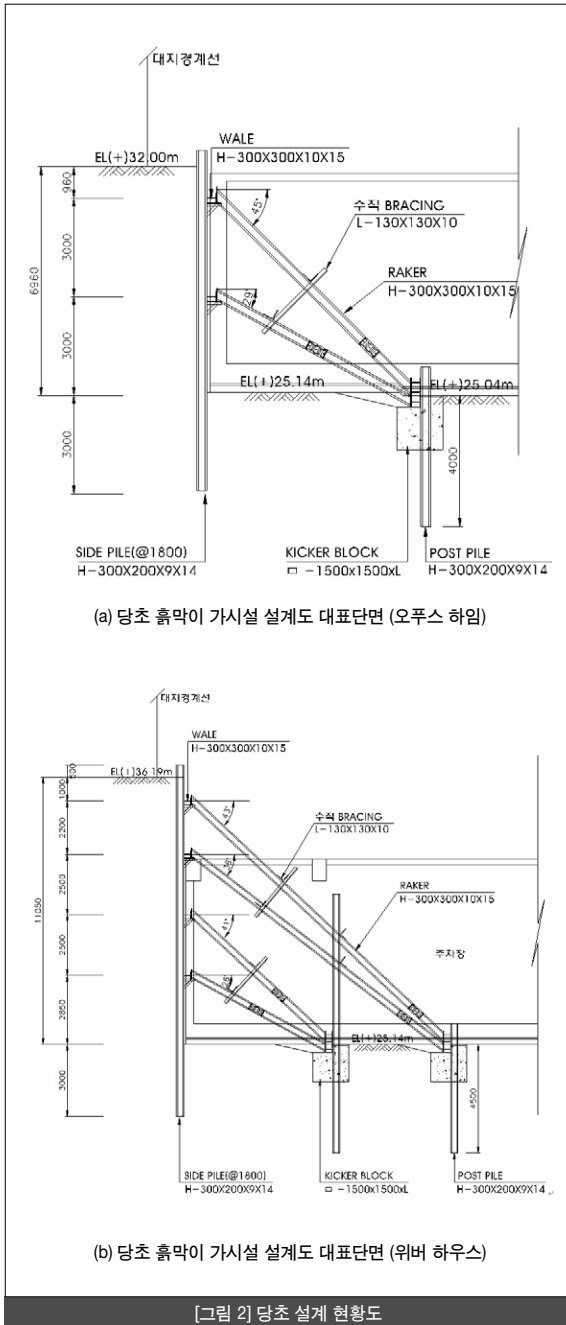 대지경계선
WALE
H-300X300X10X15
EL(+)32.00m
960
3000
6960
3000
3000
45°
수직 BRACING
L-130X130X10
RAKER
H-300X300X10X15
29°
EL(+)25.14m
EL(+)25.04m
4000
SIDE PILE(@1800)
H-300X200X9X14
KICKER BLOCK
□ -1500x1500xL
POST PILE
H-300X200X9X14
(a) 당초 흙막이 가시설 설계도 대표단면 (오푸스 하임)
대지경계선
WALE
H-300X300X10X15
EL(+)36.19m
1000
2200
2500
11050
2500
2850
3000
43°
수직 BRACING
L-130X130X10
41°
RAKER
H-300X300X10X15
주차장
EL(+)25.14m
4500
SIDE PILE(@1800)
H-300X200X9X14
KICKER BLOCK
□ -1500x1500xL
POST PILE
H-300X200X9X14
(b) 당초 흙막이 가시설 설계도 대표단면 (위버 하우스)
[그림 2] 당초 설계 현황도